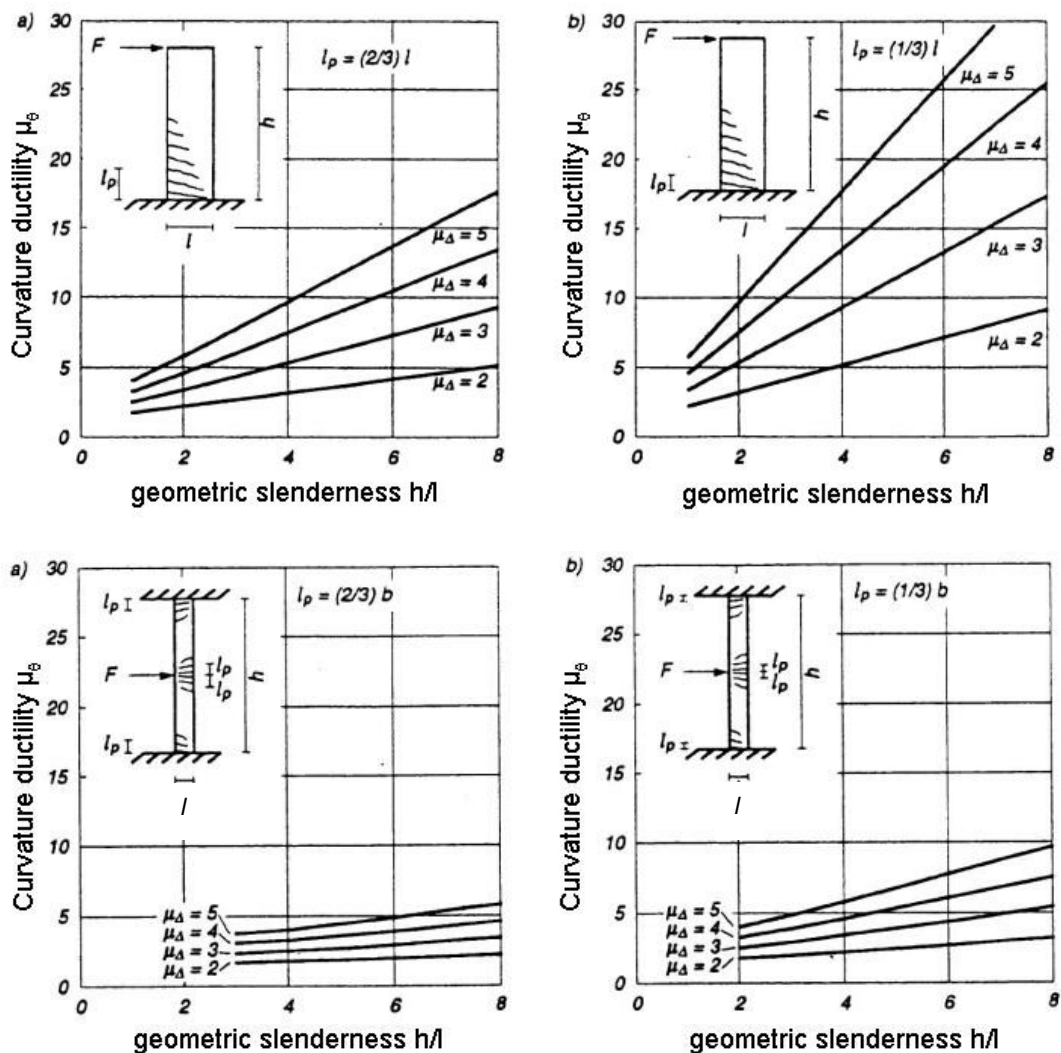 a)
30
25
20
15
10
5
0
Curvature ductility μθ
F
h
lp
l
lp = (2/3) l
μΔ = 5
μΔ = 4
μΔ = 3
μΔ = 2
0 2 4 6 8
geometric slenderness h/l
b)
30
25
20
15
10
5
0
Curvature ductility μθ
F
h
lp
l
lp = (1/3) l
μΔ = 5
μΔ = 4
μΔ = 3
μΔ = 2
0 2 4 6 8
geometric slenderness h/l
a)
30
25
20
15
10
5
0
Curvature ductility μθ
lp
F
lp
lp
h
lp
l
lp = (2/3) b
μΔ = 5
μΔ = 4
μΔ = 3
μΔ = 2
0 2 4 6 8
geometric slenderness h/l
b)
30
25
20
15
10
5
0
Curvature ductility μθ
lp
F
lp
lp
h
lp
l
lp = (1/3) b
μΔ = 5
μΔ = 4
μΔ = 3
μΔ = 2
0 2 4 6 8
geometric slenderness h/l